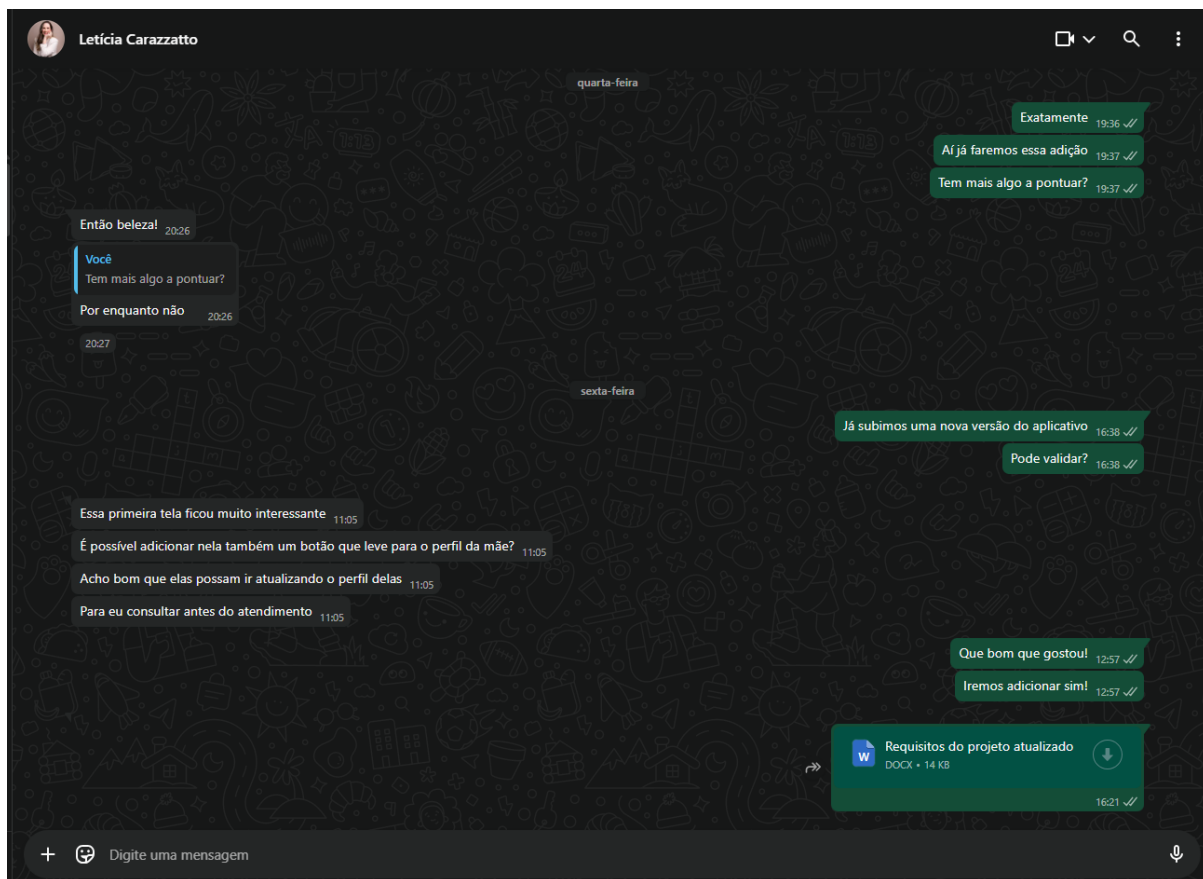 Letícia Carazzatto
quarta-feira
Exatamente 19:36
Aí já faremos essa adição 19:37
Tem mais algo a pontuar? 19:37
Então beleza! 20:26
Você
Tem mais algo a pontuar?
Por enquanto não 20:26
20:27
sexta-feira
Já subimos uma nova versão do aplicativo 16:38
Pode validar? 16:38
Essa primeira tela ficou muito interessante 11:05
É possível adicionar nela também um botão que leve para o perfil da mãe? 11:05
Acho bom que elas possam ir atualizando o perfil delas 11:05
Para eu consultar antes do atendimento 11:05
Que bom que gostou! 12:57
Iremos adicionar sim! 12:57
W
Requisitos do projeto atualizado
DOCX • 14 KB
16:21
Digite uma mensagem